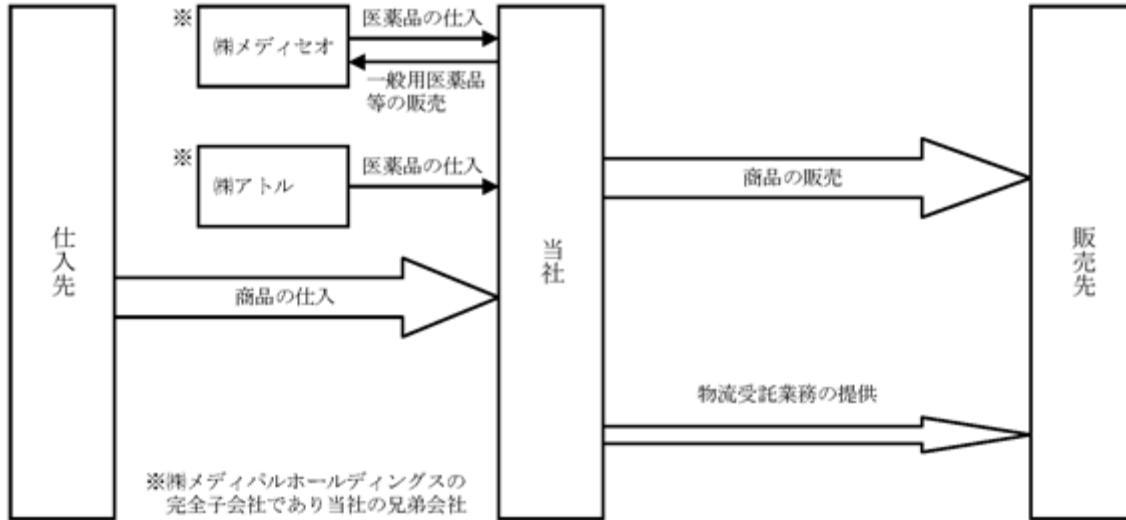 ※
㈱メディセオ
医薬品の仕入
一般用医薬品
等の販売
※
㈱アトル
医薬品の仕入
仕入先
商品の仕入
当社
商品の販売
物流受託業務の提供
販売先
※㈱メディパルホールディングスの
完全子会社であり当社の兄弟会社